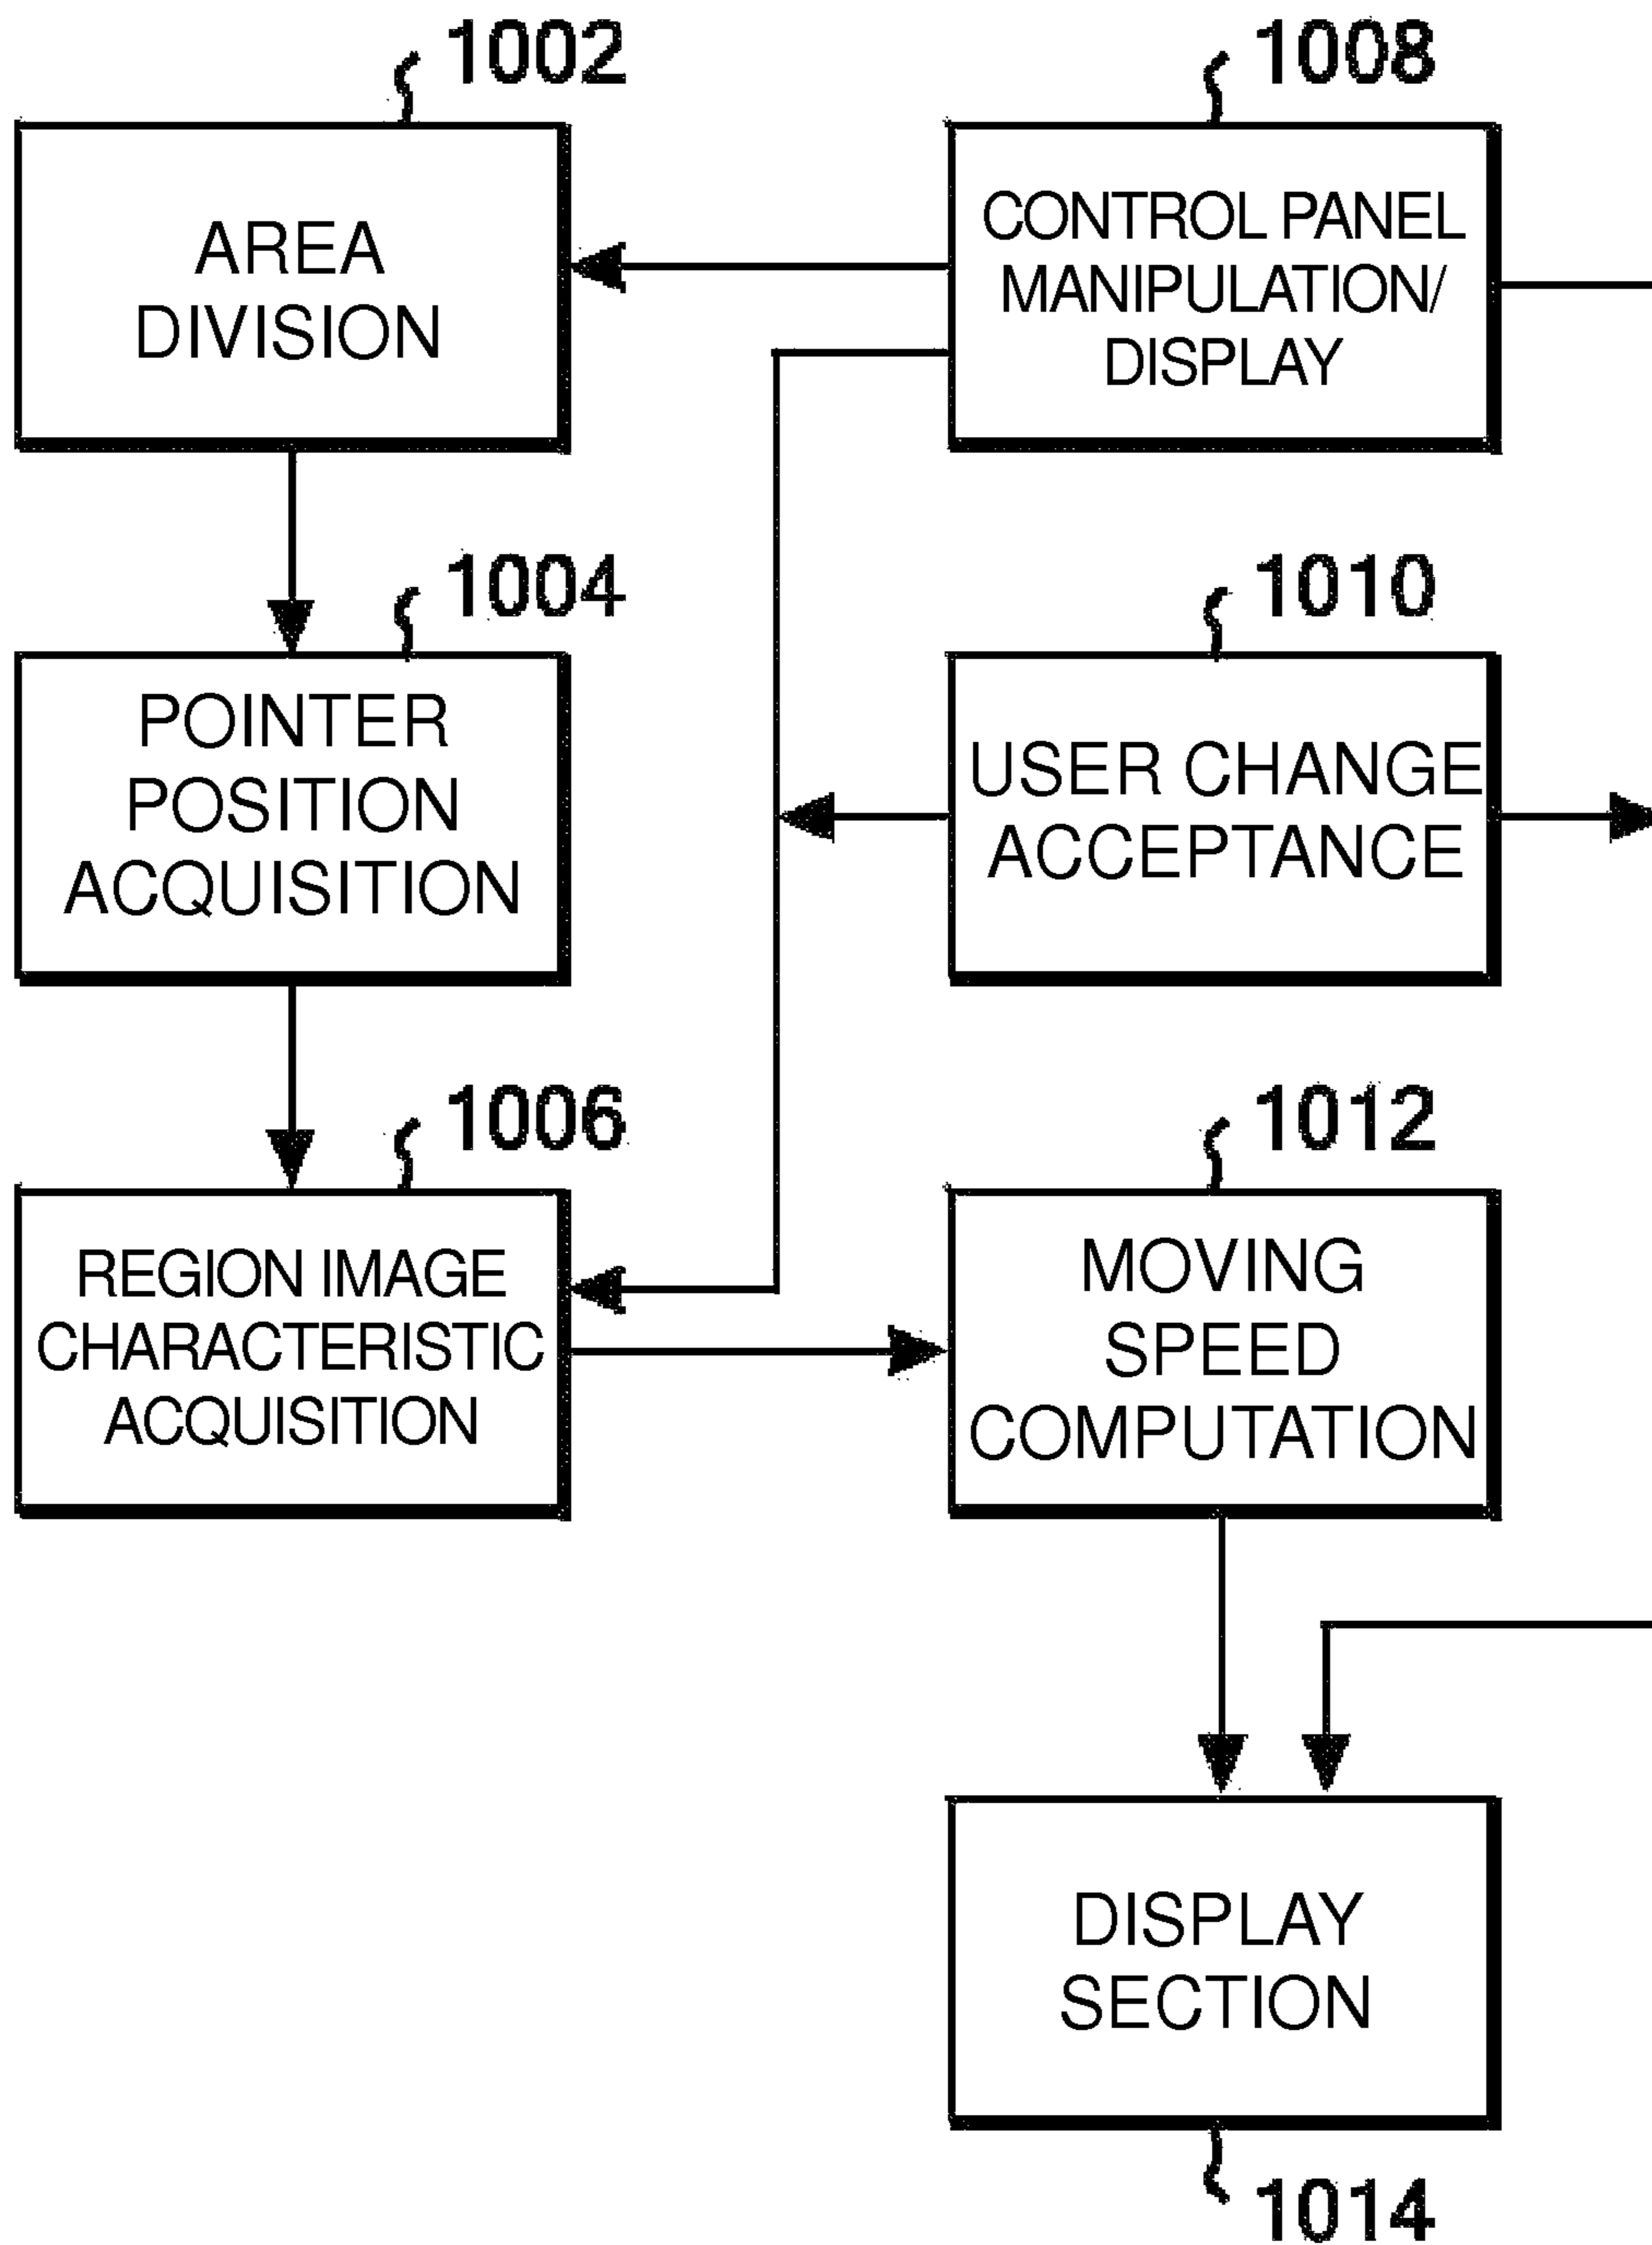 1002
AREA
DIVISION
1004
POINTER
POSITION
ACQUISITION
1006
REGION IMAGE
CHARACTERISTIC
ACQUISITION
1008
CONTROL PANEL
MANIPULATION/
DISPLAY
1010
USER CHANGE
ACCEPTANCE
1012
MOVING
SPEED
COMPUTATION
DISPLAY
SECTION
1014